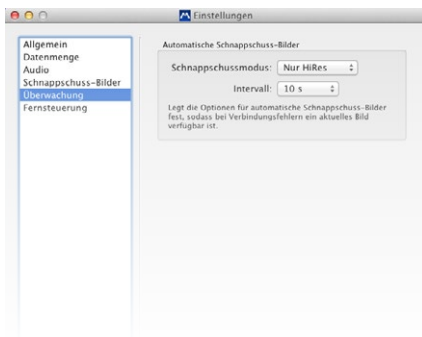 Einstellungen
Allgemein
Datenmenge
Audio
Schnappschuss-Bilder
Überwachung
Fernsteuerung
Automatische Schnappschuss-Bilder
Schnappschussmodus: Nur HiRes
Intervall: 10 s
Legt die Optionen für automatische Schnappschuss-Bilder
fest, sodass bei Verbindungsfehlern ein aktuelles Bild
verfügbar ist.